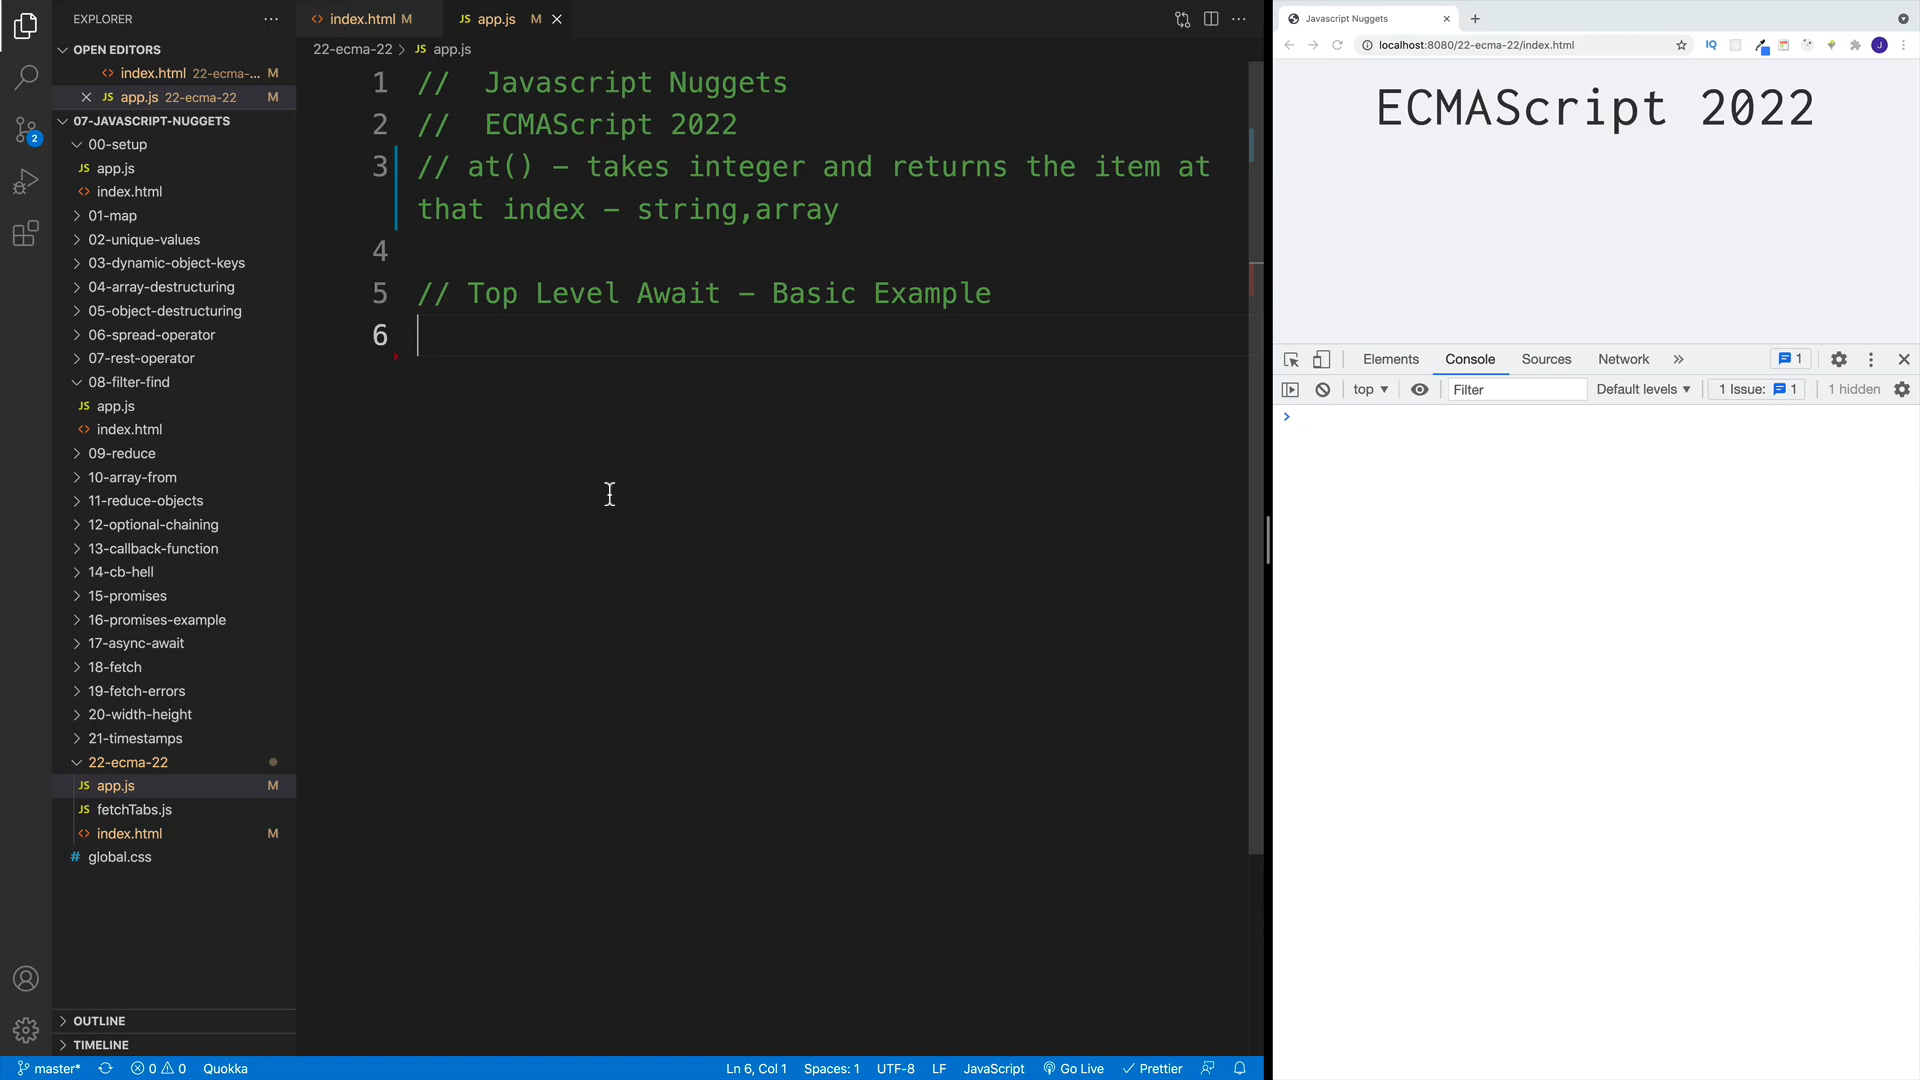 EXPLORER
OPEN EDITORS
index.html 22-ecma-... M
app.js 22-ecma-22 M
07-JAVASCRIPT-NUGGETS
00-setup
JS app.js
index.html
01-map
02-unique-values
03-dynamic-object-keys
04-array-destructuring
05-object-destructuring
06-spread-operator
07-rest-operator
08-filter-find
JS app.js
index.html
09-reduce
10-array-from
11-reduce-objects
12-optional-chaining
13-callback-function
14-cb-hell
15-promises
16-promises-example
17-async-await
18-fetch
19-fetch-errors
20-width-height
21-timestamps
22-ecma-22
JS app.js M
JS fetchTabs.js
index.html M
# global.css
OUTLINE
TIMELINE
2
index.html M
JS app.js M
22-ecma-22 > JS app.js
1 //  Javascript Nuggets
2 //  ECMAScript 2022
3 // at() – takes integer and returns the item at
that index – string,array
4
5 // Top Level Await – Basic Example
6
master* 0 0 Quokka Ln 6, Col 1 Spaces: 1 UTF-8 LF JavaScript Go Live Prettier
Javascript Nuggets
localhost:8080/22-ecma-22/index.html IQ J
ECMAScript 2022
Elements Console Sources Network » 1
top ▼ Filter Default levels ▼ 1 Issue: 1 1 hidden
>